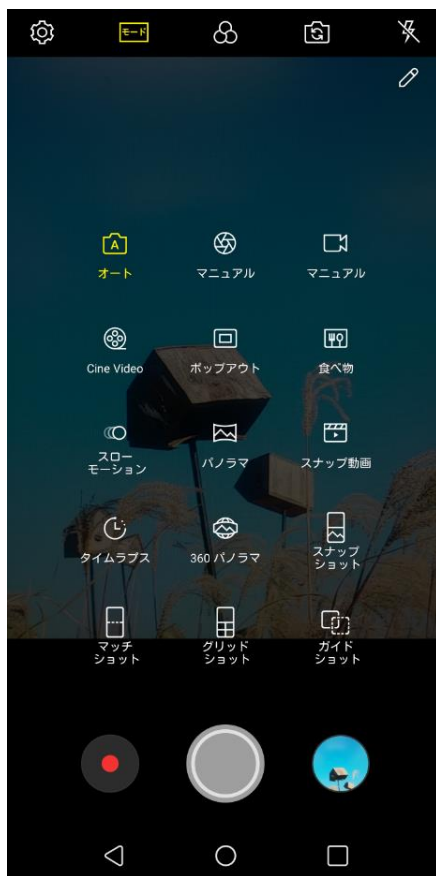 モード
オート
マニュアル
マニュアル
Cine Video
ポップアウト
食べ物
スロー
モーション
パノラマ
スナップ動画
タイムラプス
360 パノラマ
スナップ
ショット
マッチ
ショット
グリッド
ショット
ガイド
ショット